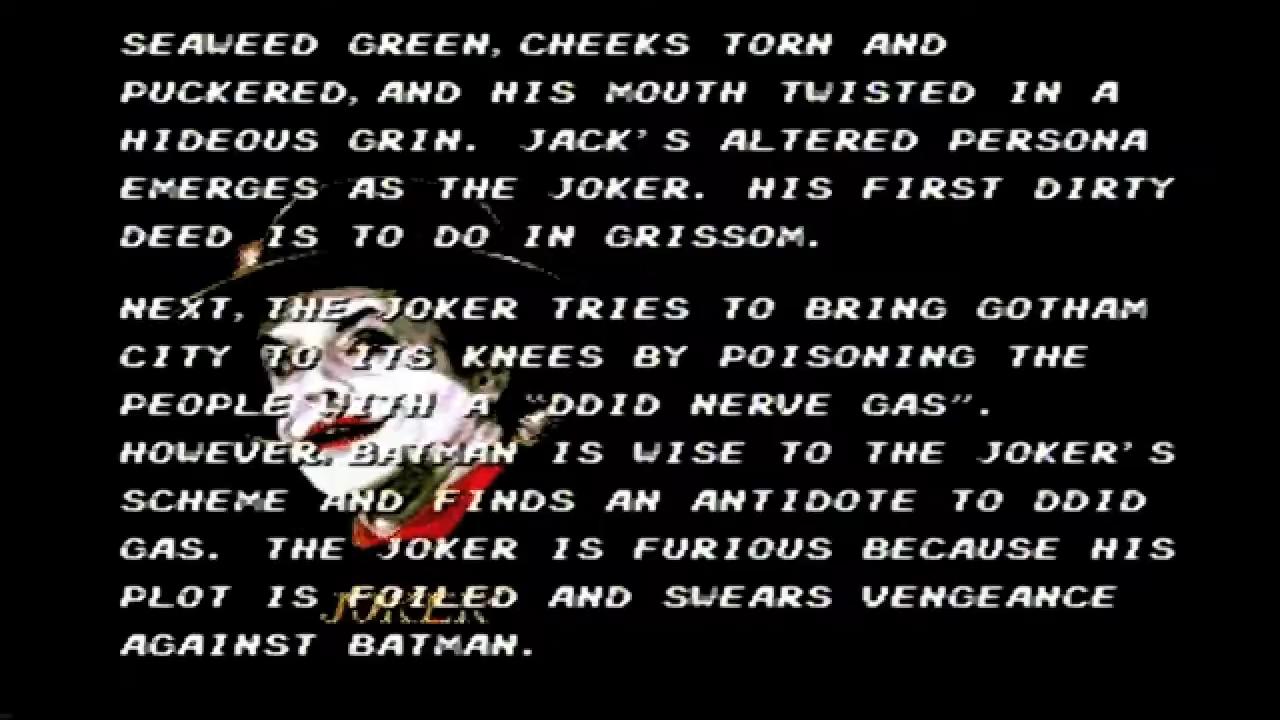 SEAWEED GREEN, CHEEKS TORN AND
PUCKERED, AND HIS MOUTH TWISTED IN A
HIDEOUS GRIN. JACK'S ALTERED PERSONA
EMERGES AS THE JOKER. HIS FIRST DIRTY
DEED IS TO DO IN GRISSOM.
NEXT, THE JOKER TRIES TO BRING GOTHAM
CITY TO ITS KNEES BY POISONING THE
PEOPLE WITH A "DDID NERVE GAS".
HOWEVER, BATMAN IS WISE TO THE JOKER'S
SCHEME AND FINDS AN ANTIDOTE TO DDID
GAS. THE JOKER IS FURIOUS BECAUSE HIS
PLOT IS FOILED AND SWEARS VENGEANCE
JOKER
AGAINST BATMAN.